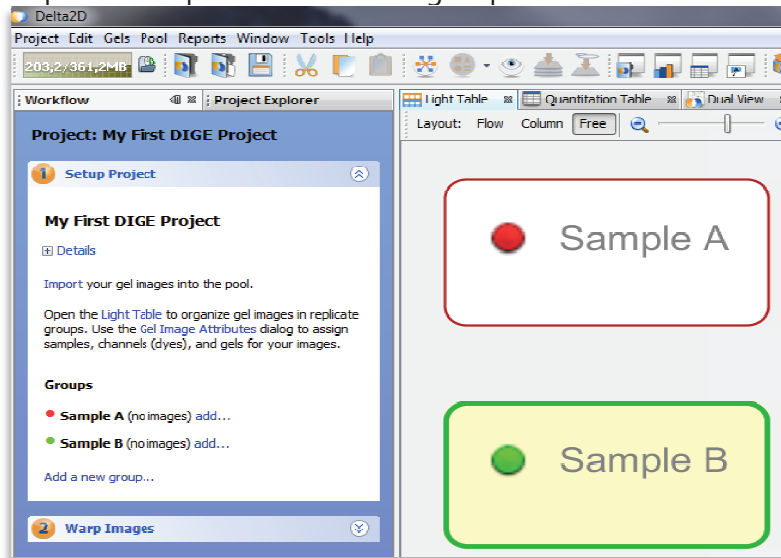 Delta2D
Project Edit Gels Pool Reports Window Tools Help
203,2/361,2MB
Workflow
Project Explorer
Light Table
Quantitation Table
Dual View
Layout: Flow Column Free
Project: My First DIGE Project
1 Setup Project
My First DIGE Project
Details
Import your gel images into the pool.
Open the Light Table to organize gel images in replicate
groups. Use the Gel Image Attributes dialog to assign
samples, channels (dyes), and gels for your images.
Groups
Sample A (no images) add...
Sample B (no images) add...
Add a new group...
2 Warp Images
Sample A
Sample B